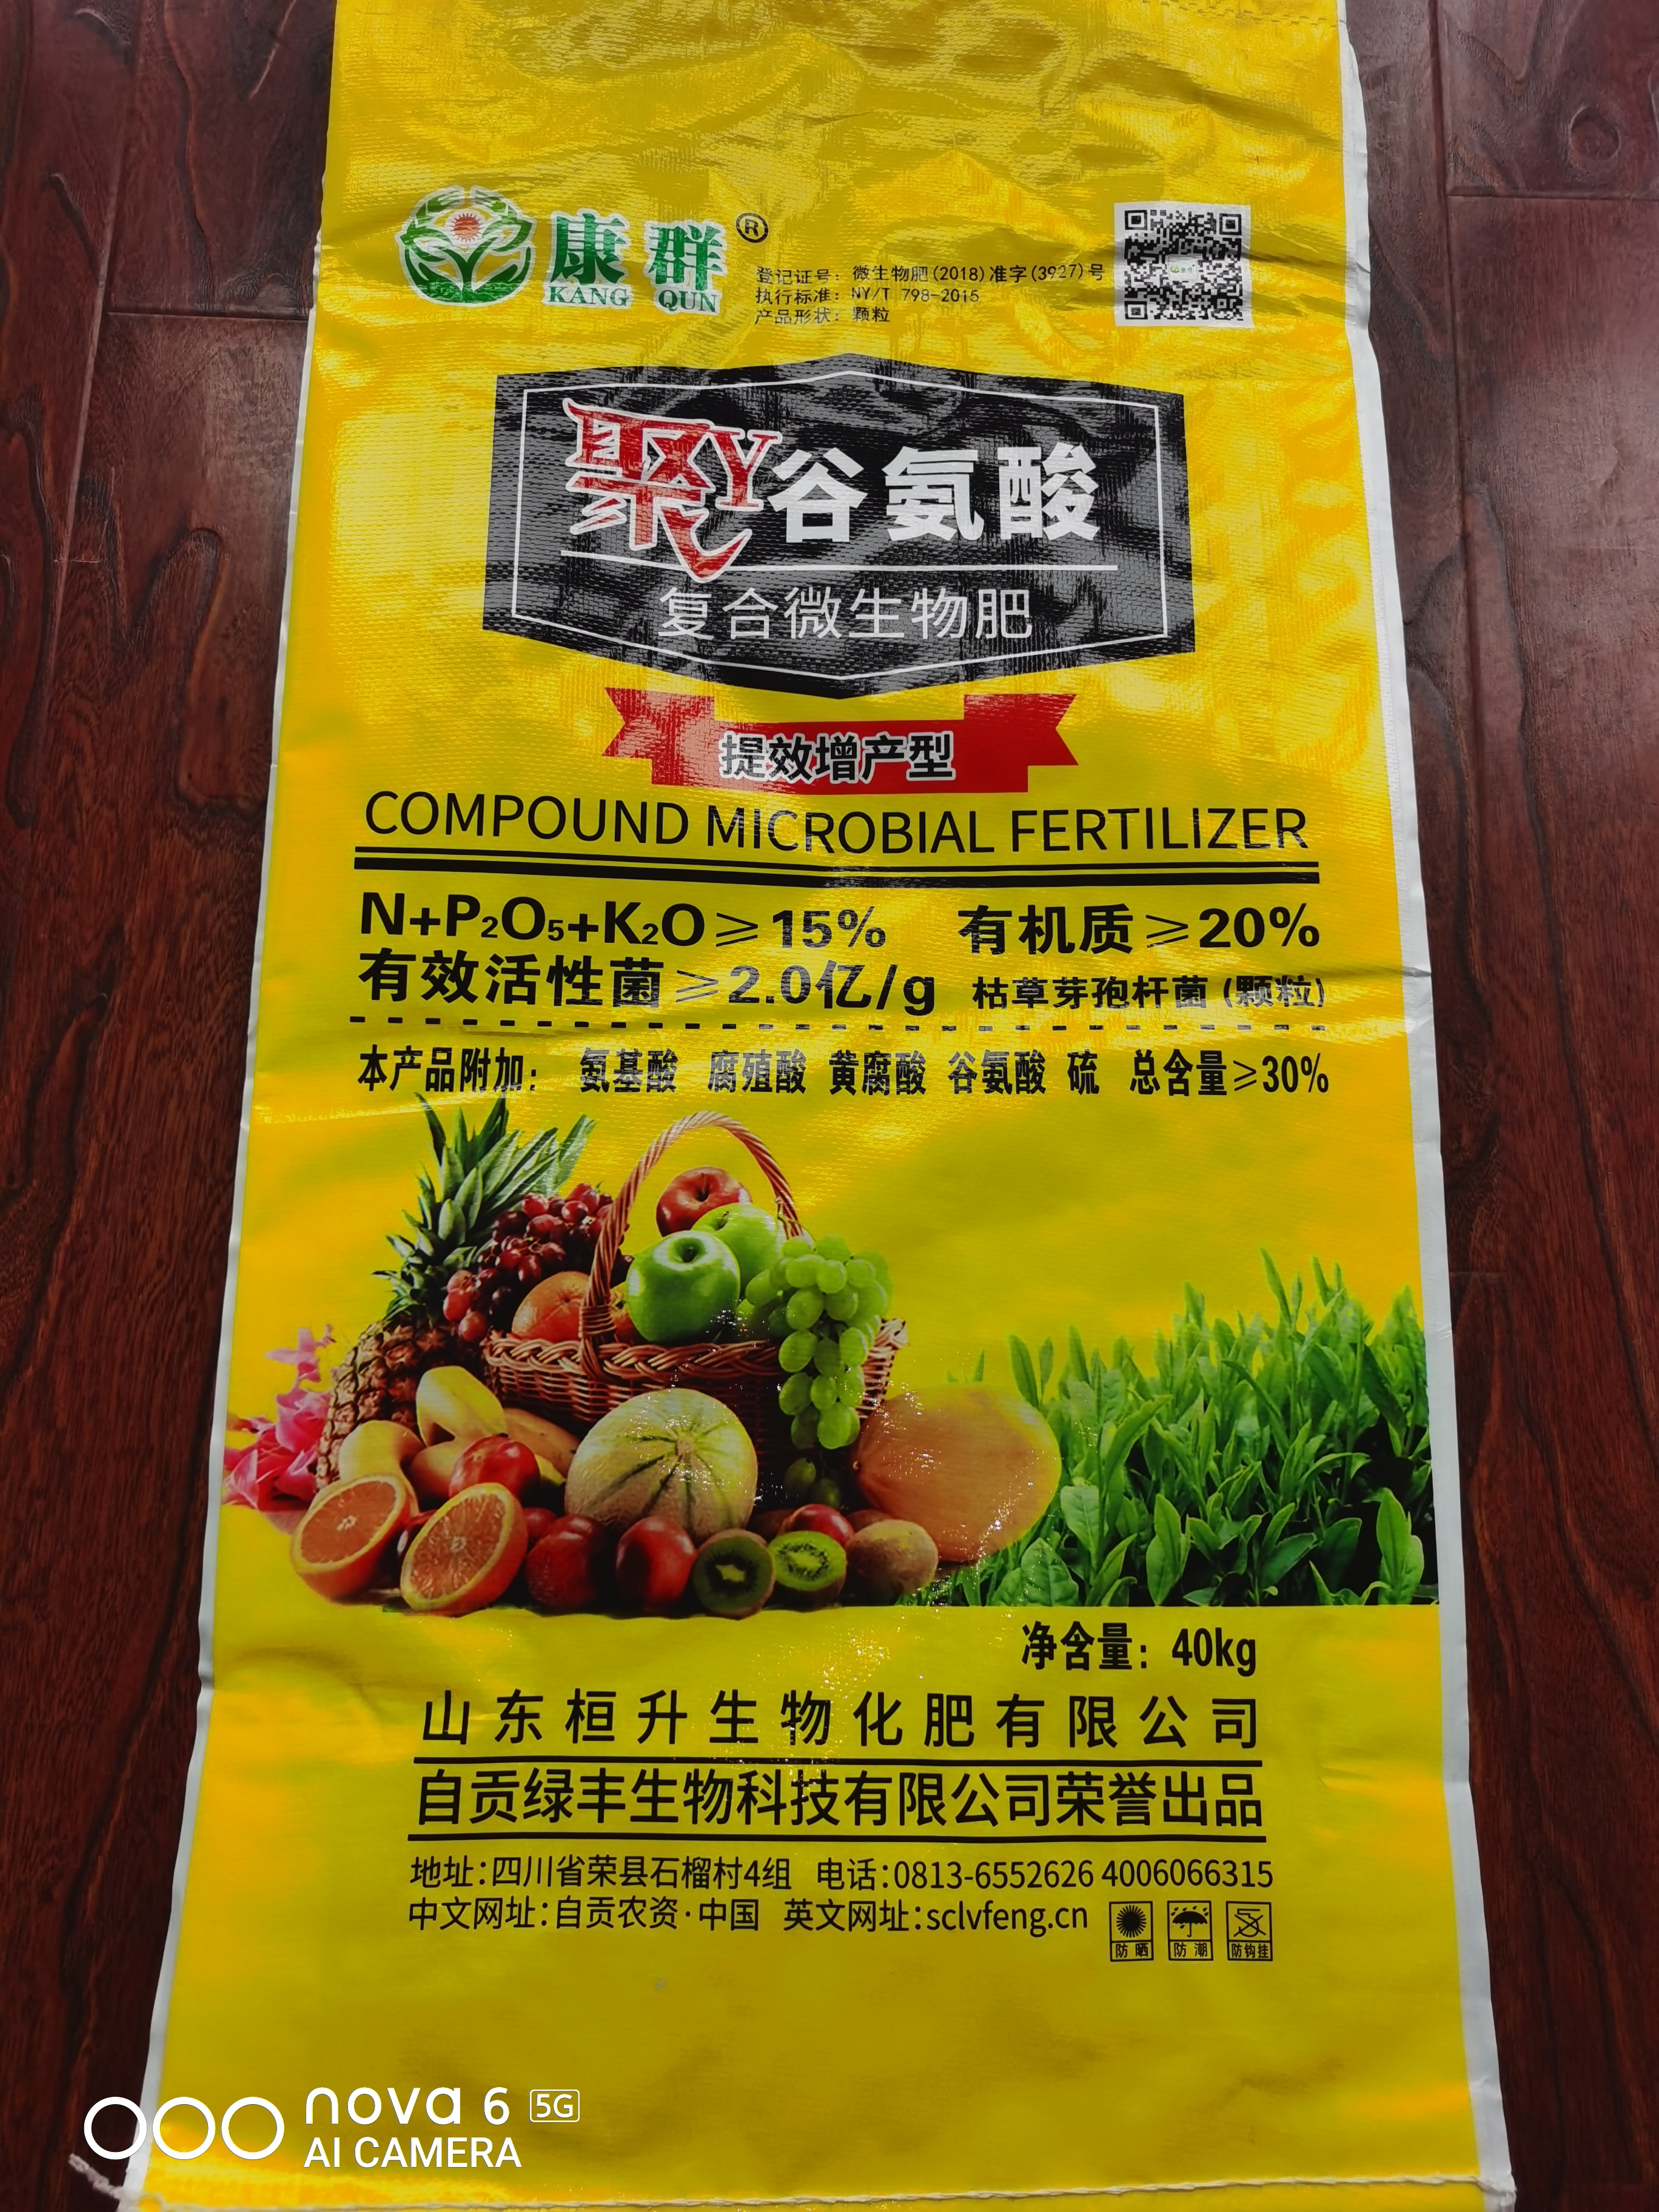 康群®
KANG QUN
登记证号：微生物肥(2018)准字(3927)号
执行标准：NY/T 798-2015
产品形状：颗粒
聚γ谷氨酸
复合微生物肥
提效增产型
COMPOUND MICROBIAL FERTILIZER
N+P₂O₅+K₂O≥15% 有机质≥20%
有效活性菌≥2.0亿/g 枯草芽孢杆菌(颗粒)
本产品附加： 氨基酸 腐殖酸 黄腐酸 谷氨酸 硫 总含量≥30%
净含量：40kg
山东桓升生物化肥有限公司
自贡绿丰生物科技有限公司荣誉出品
地址：四川省荣县石榴村4组 电话：0813-6552626 4006066315
中文网址：自贡农资·中国 英文网址：sclvfeng.cn
防晒 防潮 防钩挂
nova 6 5G
AI CAMERA